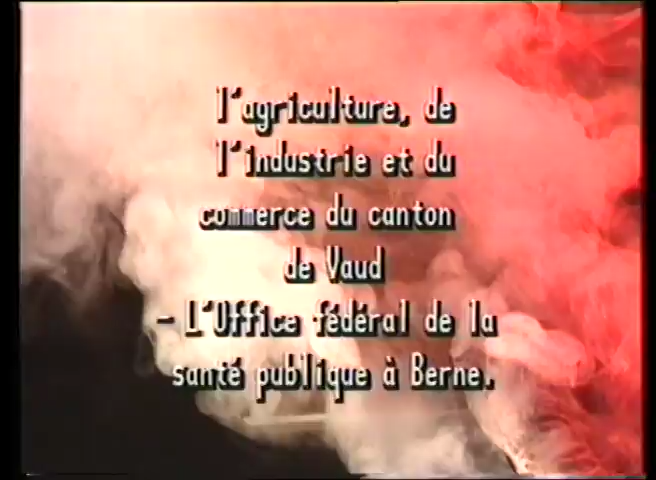 l'agriculture, de
l'industrie et du
commerce du canton
de Vaud
- L'Office fédéral de la
santé publique à Berne.